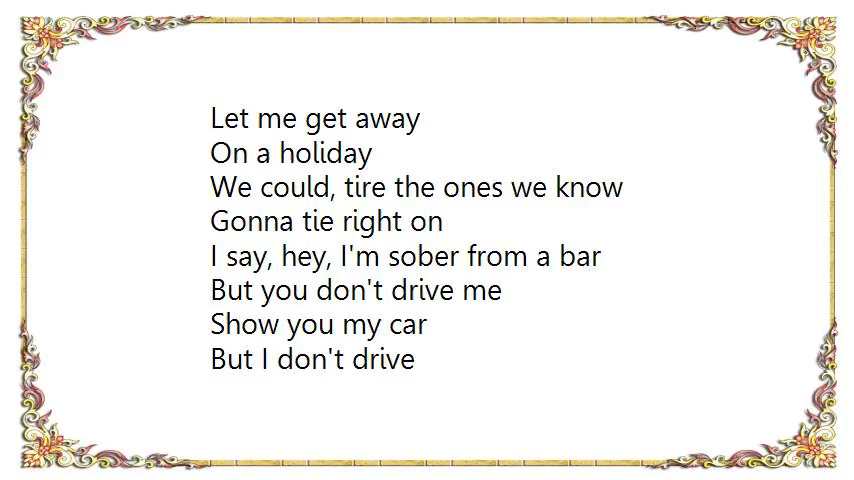 Let me get away
On a holiday
We could, tire the ones we know
Gonna tie right on
I say, hey, I'm sober from a bar
But you don't drive me
Show you my car
But I don't drive